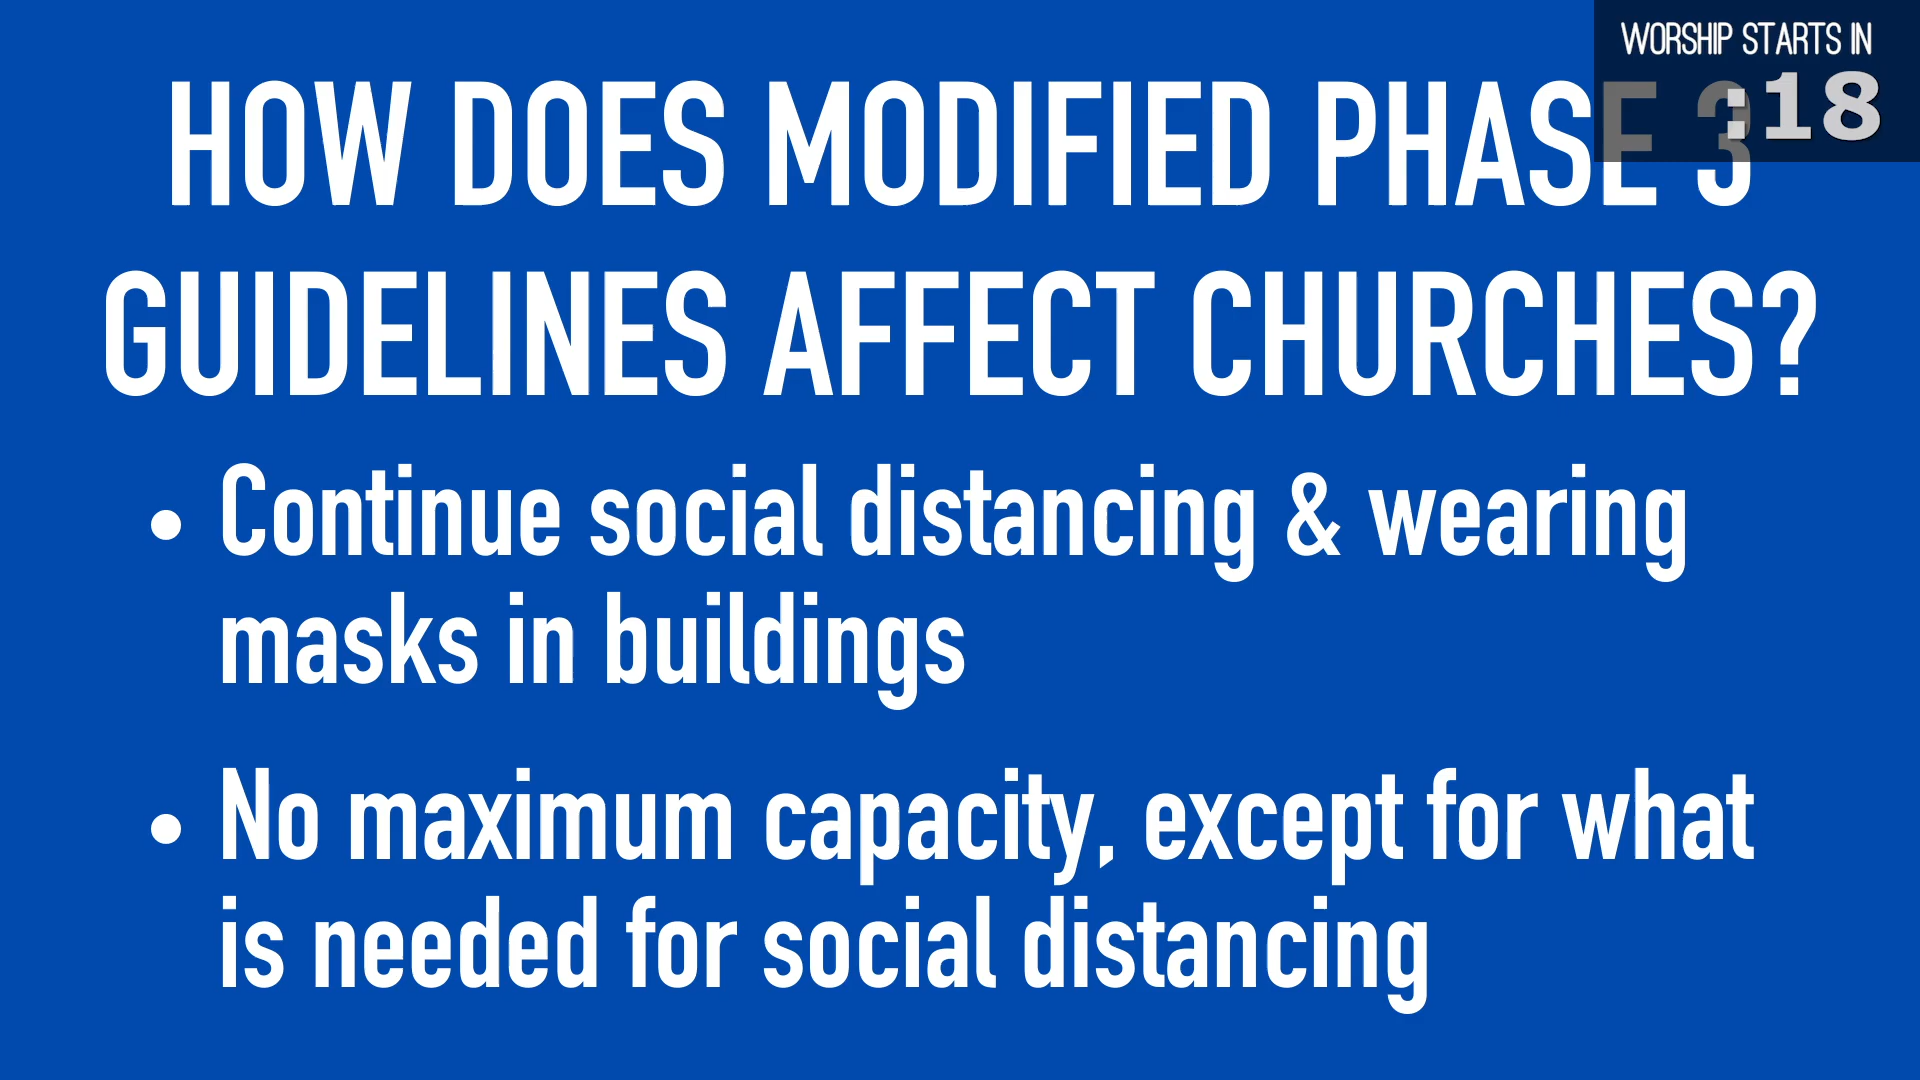 WORSHIP STARTS IN
:18
HOW DOES MODIFIED PHASE 3
GUIDELINES AFFECT CHURCHES?
• Continue social distancing & wearing
masks in buildings
• No maximum capacity, except for what
is needed for social distancing